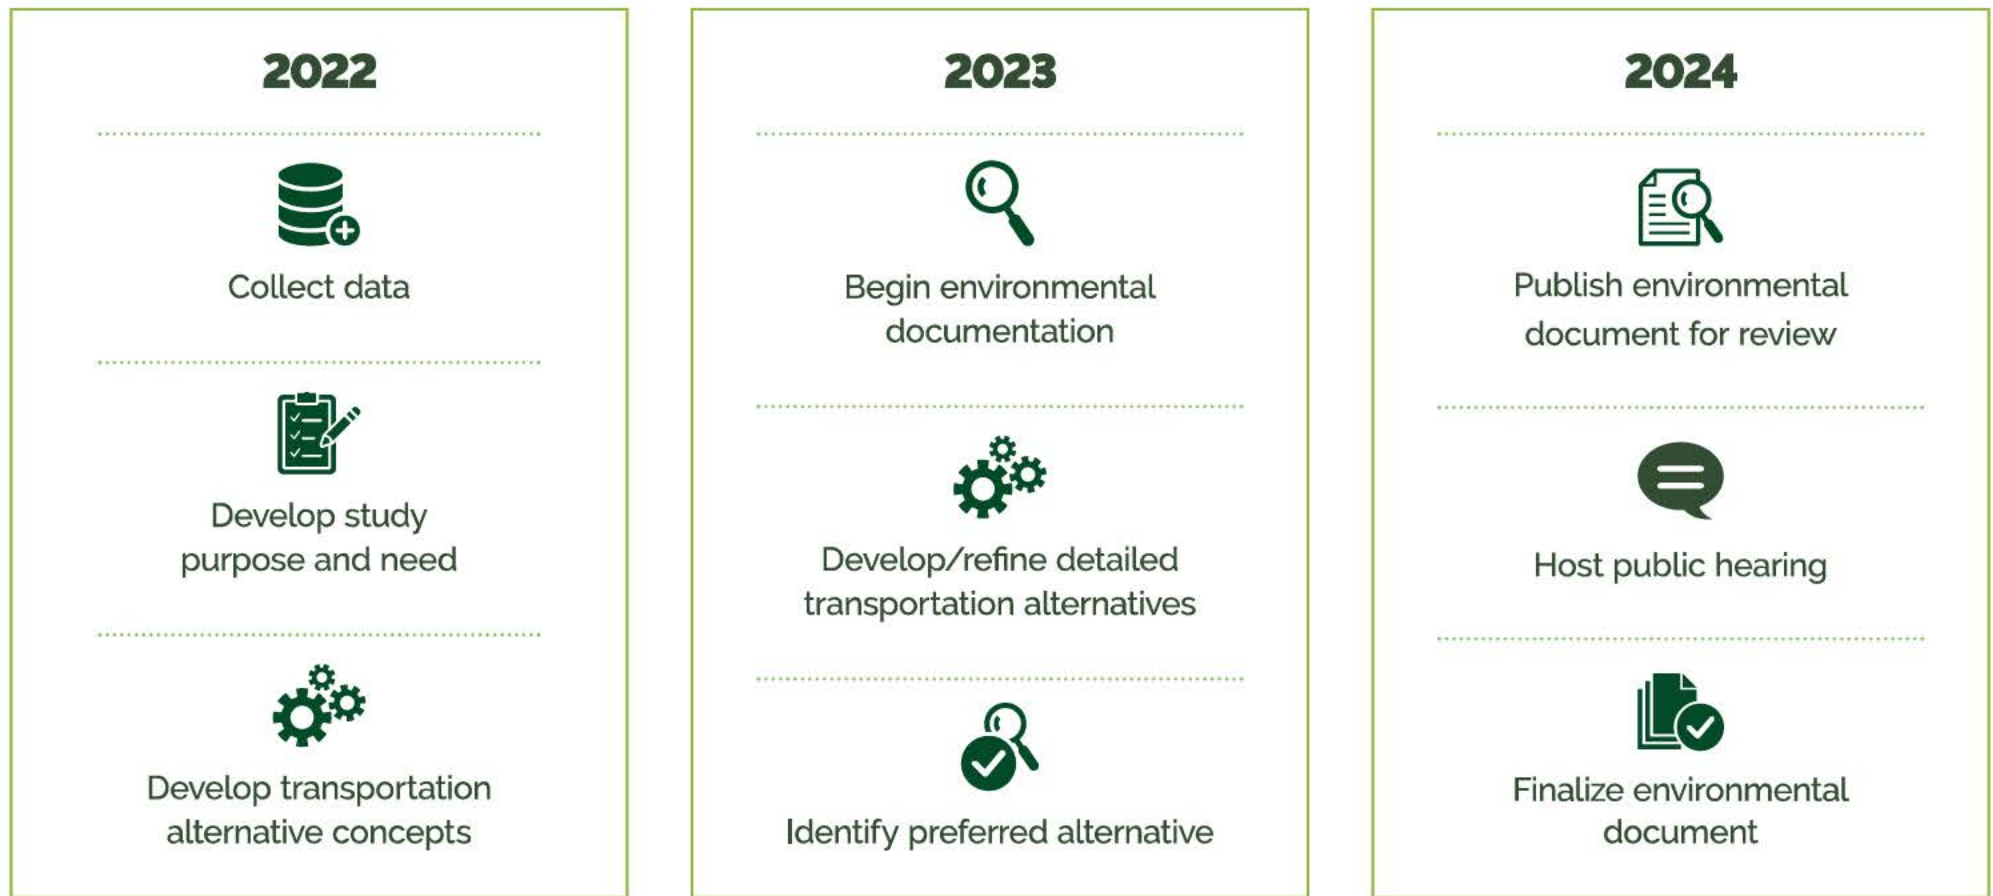 2022
Collect data
Develop study
purpose and need
Develop transportation
alternative concepts
2023
Begin environmental
documentation
Develop/refine detailed
transportation alternatives
Identify preferred alternative
2024
Publish environmental
document for review
Host public hearing
Finalize environmental
document